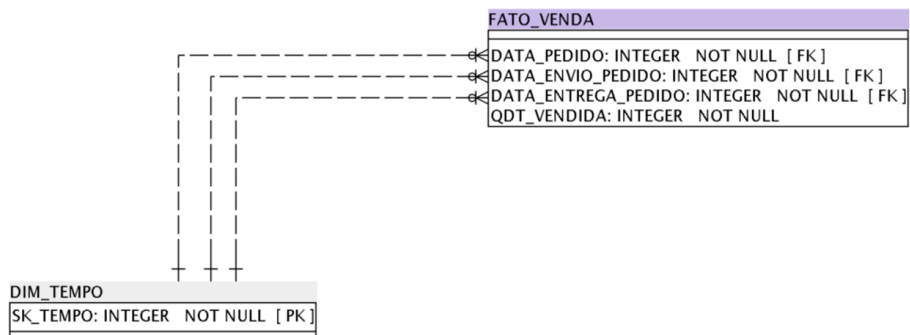 FATO_VENDA
DATA_PEDIDO: INTEGER NOT NULL [ FK ]
DATA_ENVIO_PEDIDO: INTEGER NOT NULL [ FK ]
DATA_ENTREGA_PEDIDO: INTEGER NOT NULL [ FK ]
QDT_VENDIDA: INTEGER NOT NULL
DIM_TEMPO
SK_TEMPO: INTEGER NOT NULL [ PK ]